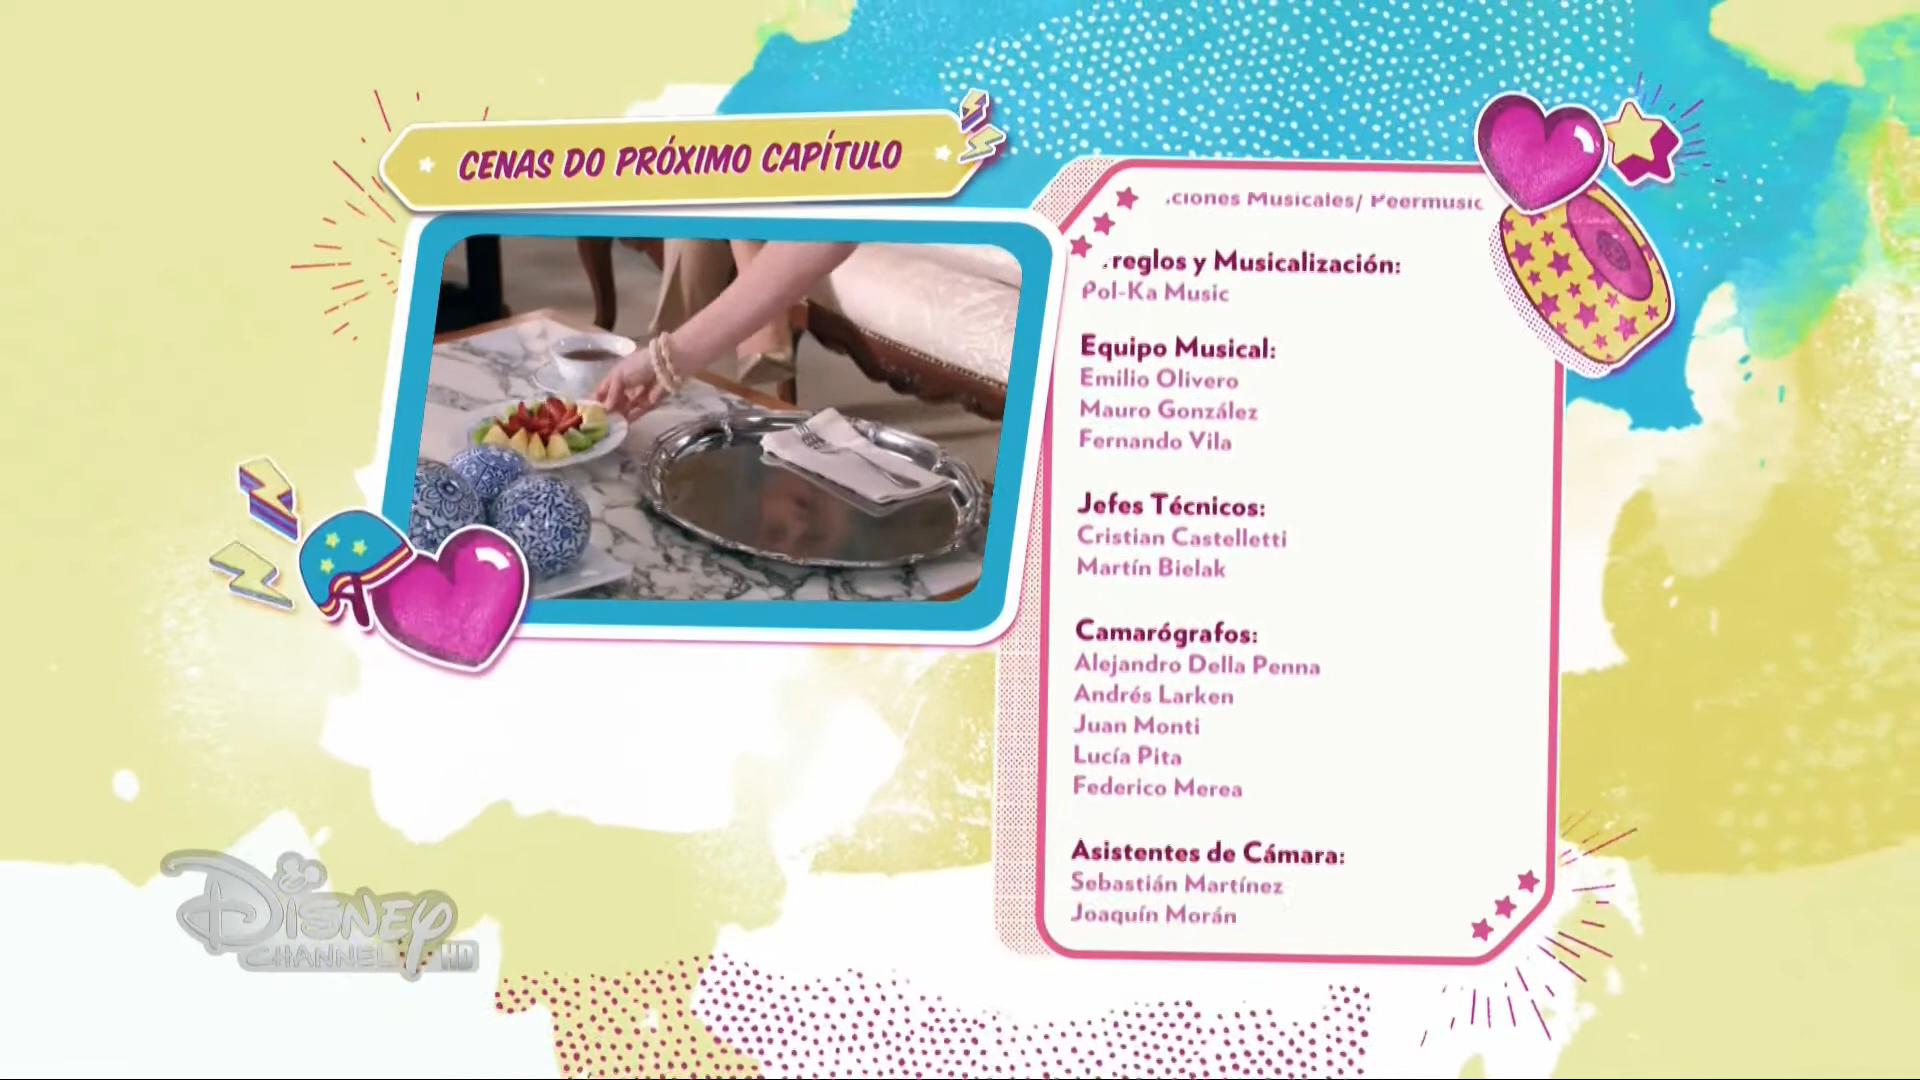 CENAS DO PRÓXIMO CAPÍTULO
ciones Musicales/ Peermusic
reglos y Musicalización:
Pol-Ka Music
Equipo Musical:
Emilio Olivero
Mauro González
Fernando Vila
Jefes Técnicos:
Cristian Castelletti
Martín Bielak
Camarógrafos:
Alejandro Della Penna
Andrés Larken
Juan Monti
Lucía Pita
Federico Merea
Asistentes de Cámara:
Sebastián Martínez
Joaquín Morán
Disney
CHANNEL HD